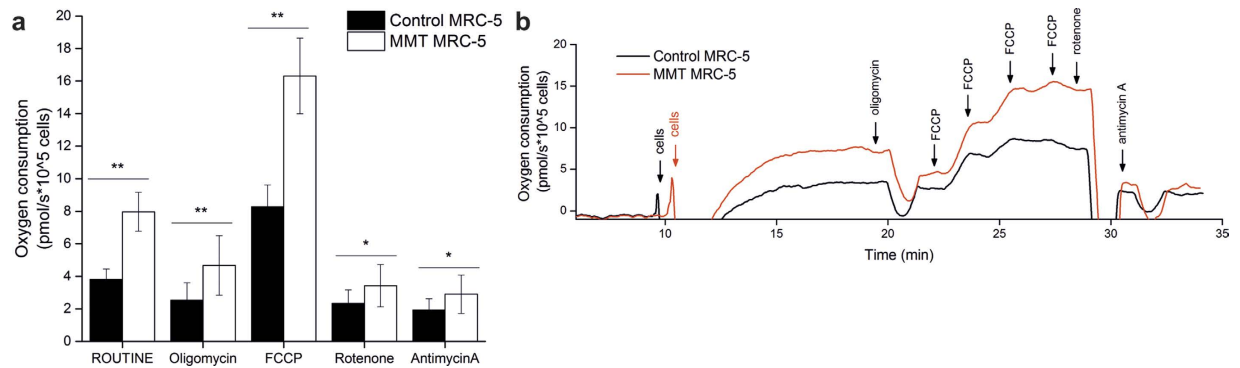 a
Control MRC-5
MMT MRC-5
Oxygen consumption
(pmol/s*10^5 cells)
20
18
16
14
12
10
8
6
4
2
0
**
**
**
*
*
ROUTINE
Oligomycin
FCCP
Rotenone
AntimycinA
b
Control MRC-5
MMT MRC-5
Oxygen consumption
(pmol/s*10^5 cells)
20
15
10
5
0
cells
cells
oligomycin
FCCP
FCCP
FCCP
FCCP
rotenone
antimycin A
10
15
20
25
30
35
Time (min)